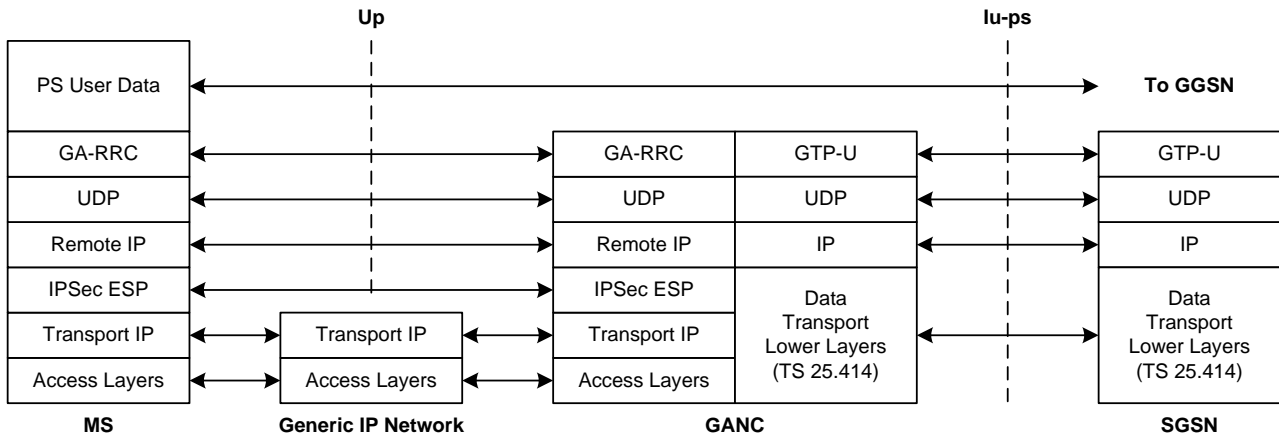 Up
Iu-ps
PS User Data
To GGSN
GA-RRC
GA-RRC
GTP-U
GTP-U
UDP
UDP
UDP
UDP
Remote IP
Remote IP
IP
IP
IPSec ESP
IPSec ESP
Data
Transport
Lower Layers
(TS 25.414)
Data
Transport
Lower Layers
(TS 25.414)
Transport IP
Transport IP
Transport IP
Access Layers
Access Layers
Access Layers
MS
Generic IP Network
GANC
SGSN